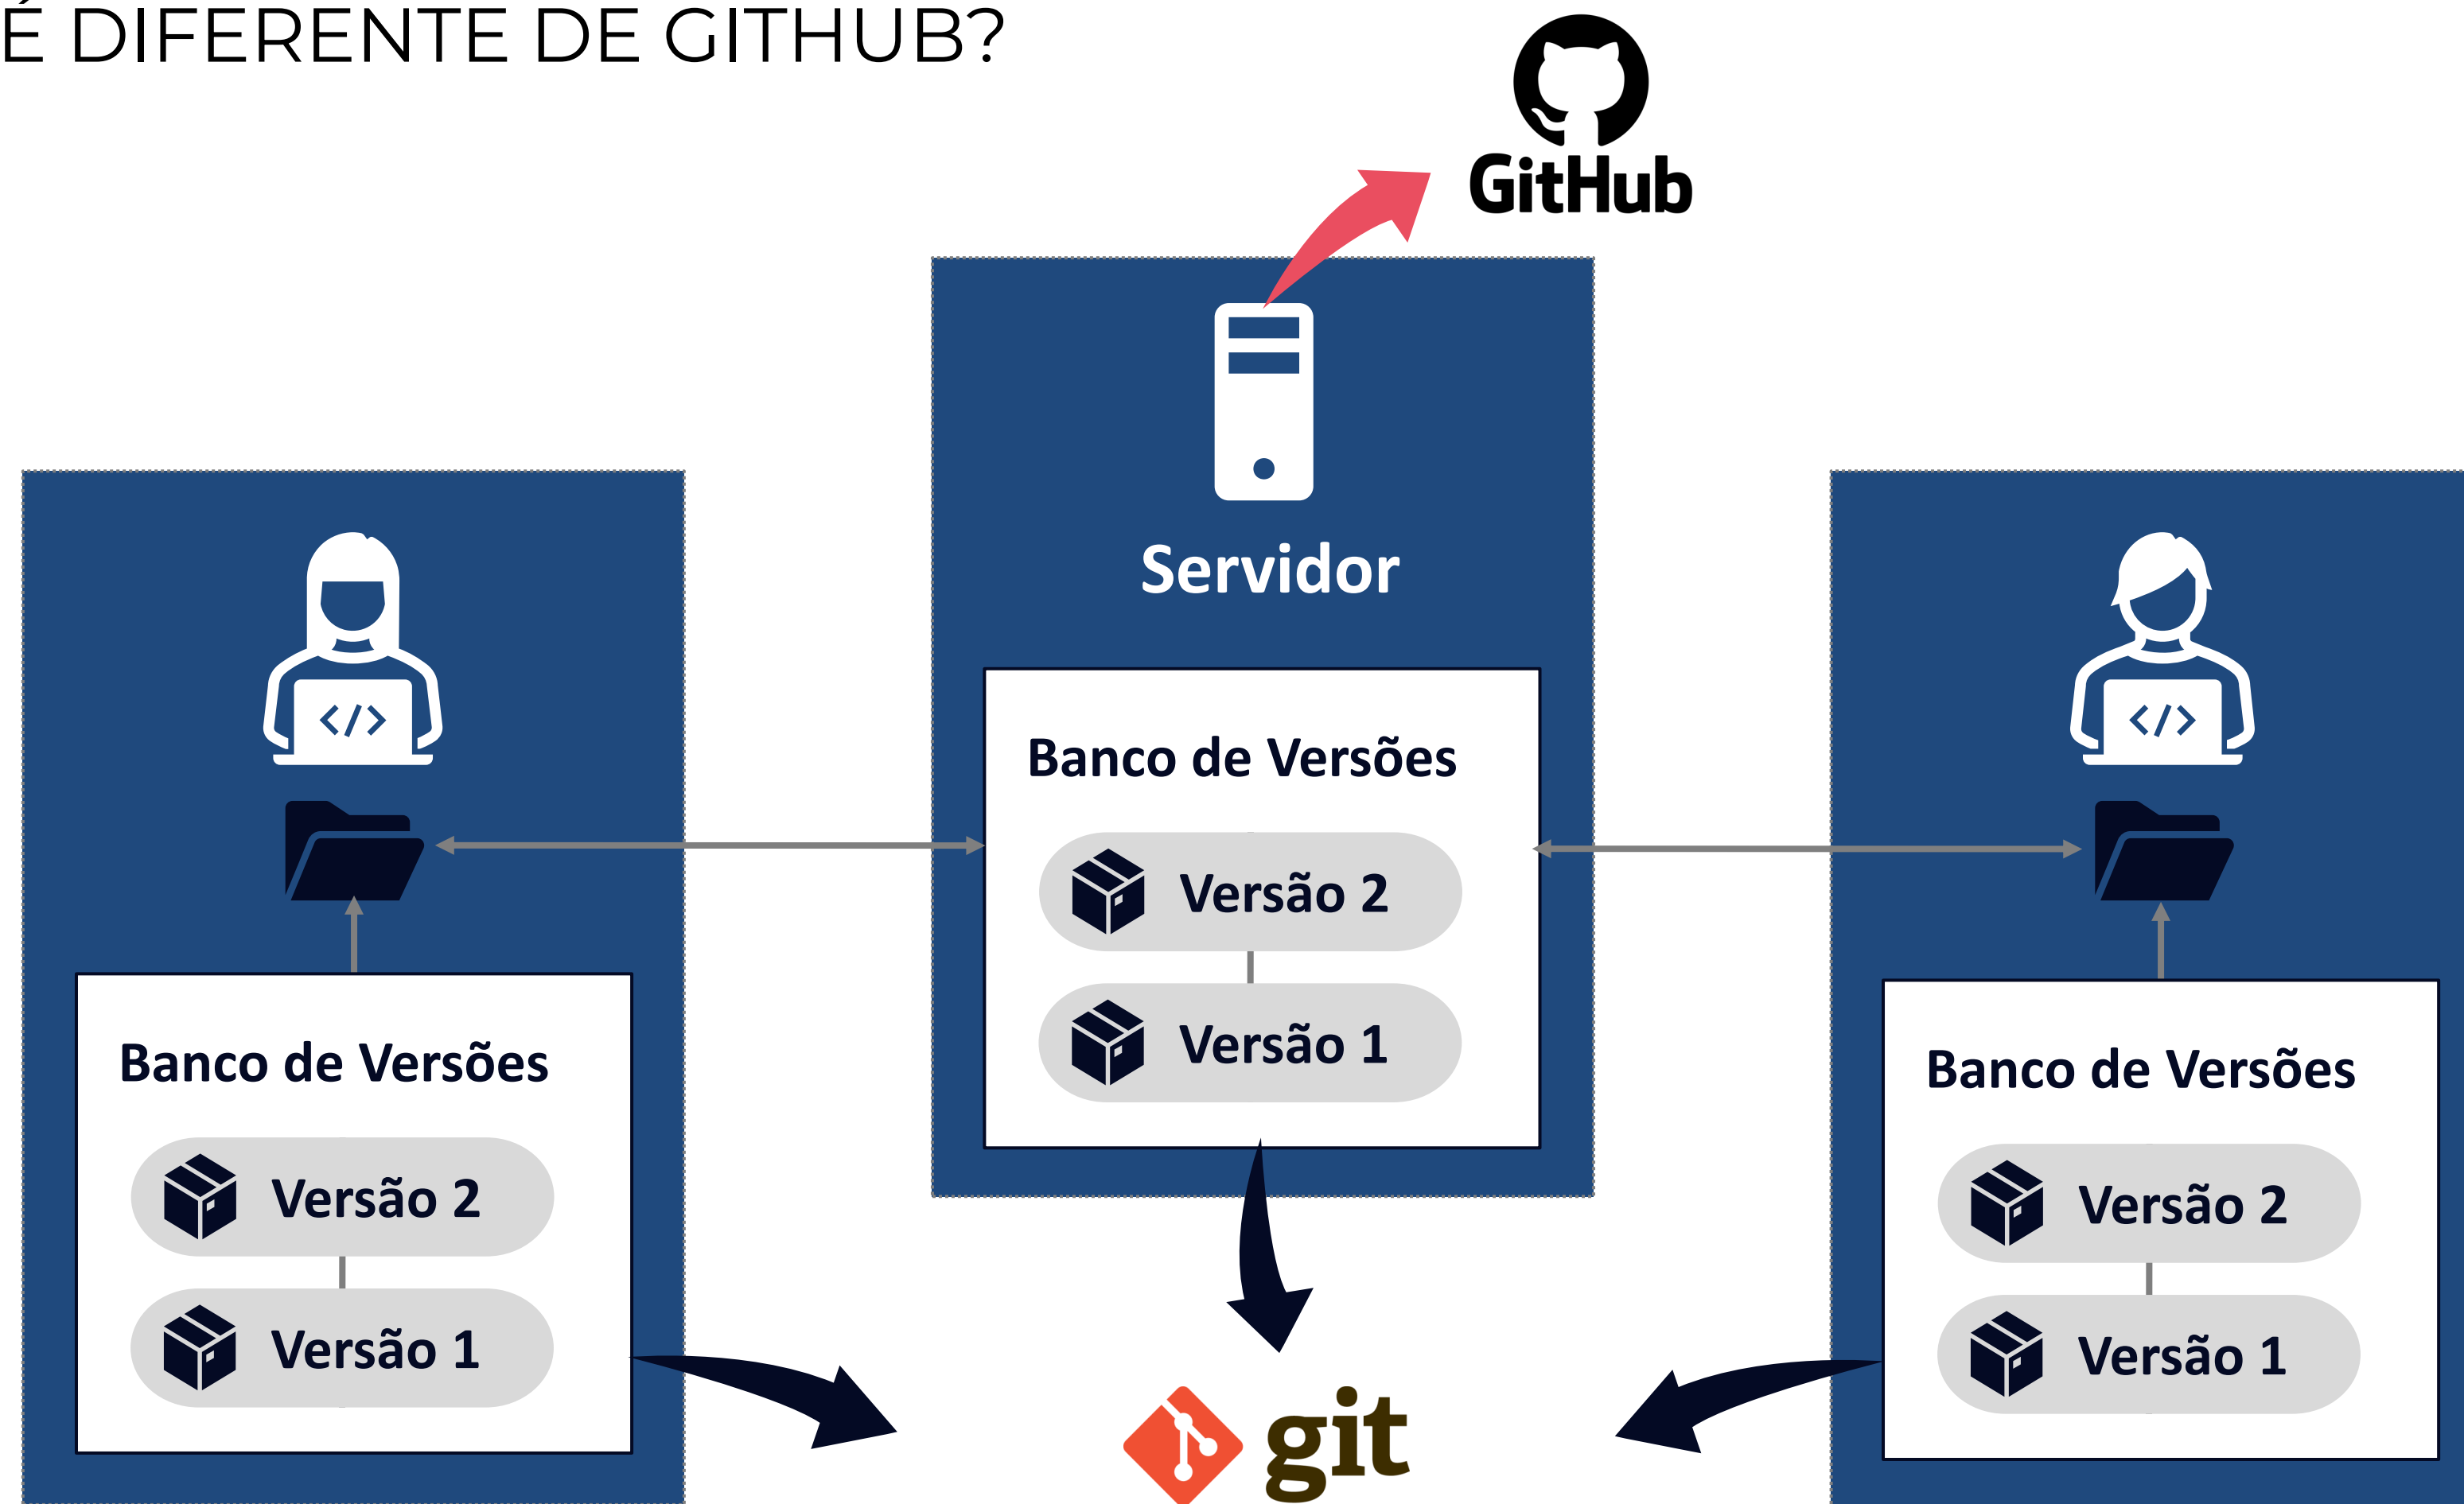 É DIFERENTE DE GITHUB?
GitHub
Servidor
Banco de Versões
Versão 2
Versão 1
</>
Banco de Versões
Versão 2
Versão 1
</>
Banco de Versões
Versão 2
Versão 1
git